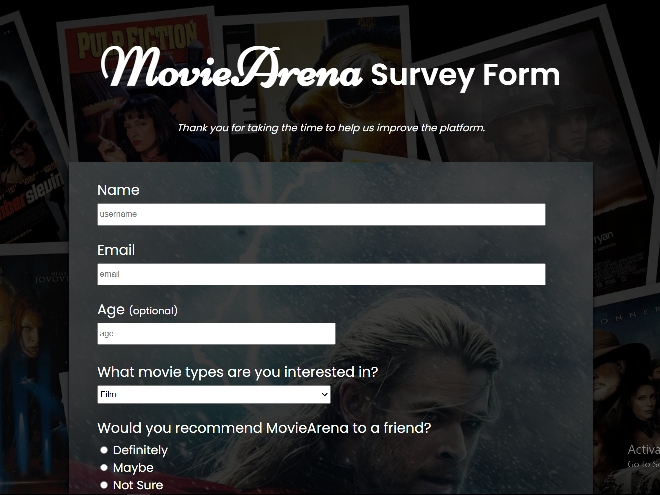 PULP FICTION
MovieArena Survey Form
Thank you for taking the time to help us improve the platform.
Name
username
slevin
Email
email
ryan
Age (optional)
age
What movie types are you interested in?
Film
Would you recommend MovieArena to a friend?
Definitely
Activa
Maybe
Go to Se
Not Sure